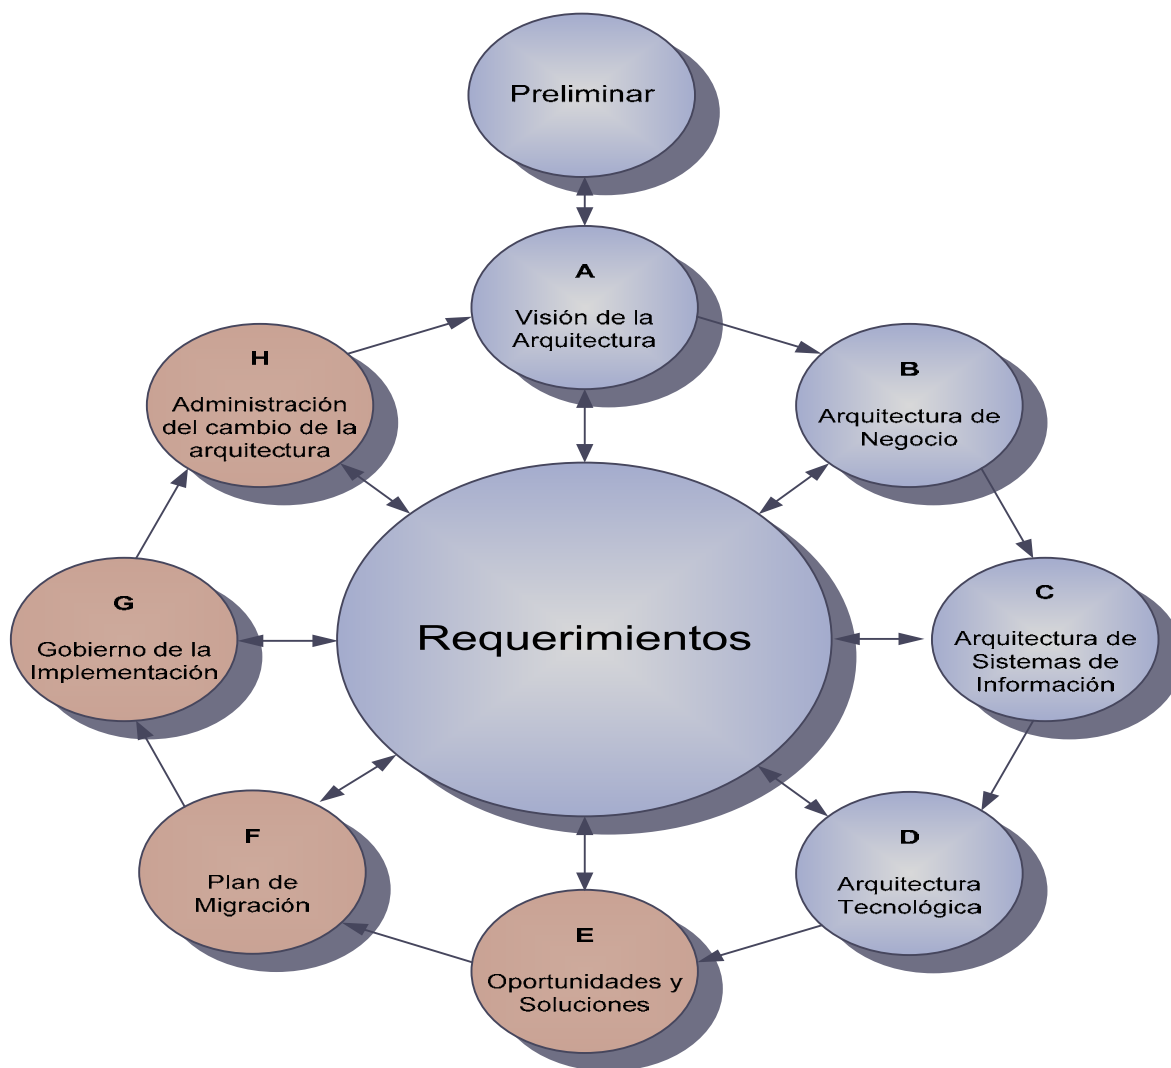 Preliminar
A
Visión de la
Arquitectura
B
Arquitectura de
Negocio
C
Arquitectura de
Sistemas de
Información
D
Arquitectura
Tecnológica
E
Oportunidades y
Soluciones
F
Plan de
Migración
G
Gobierno de la
Implementación
H
Administración
del cambio de la
arquitectura
Requerimientos